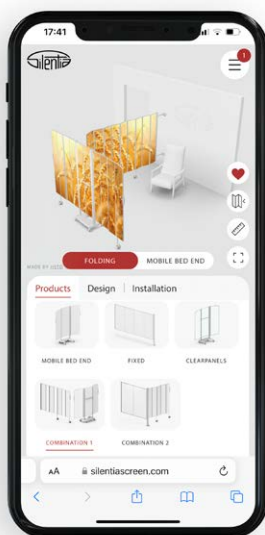 17:41
Silentia
1
FOLDING
MOBILE BED END
Products
Design
Installation
MOBILE BED END
FIXED
CLEARPANELS
COMBINATION 1
COMBINATION 2
AA
silentiascreen.com